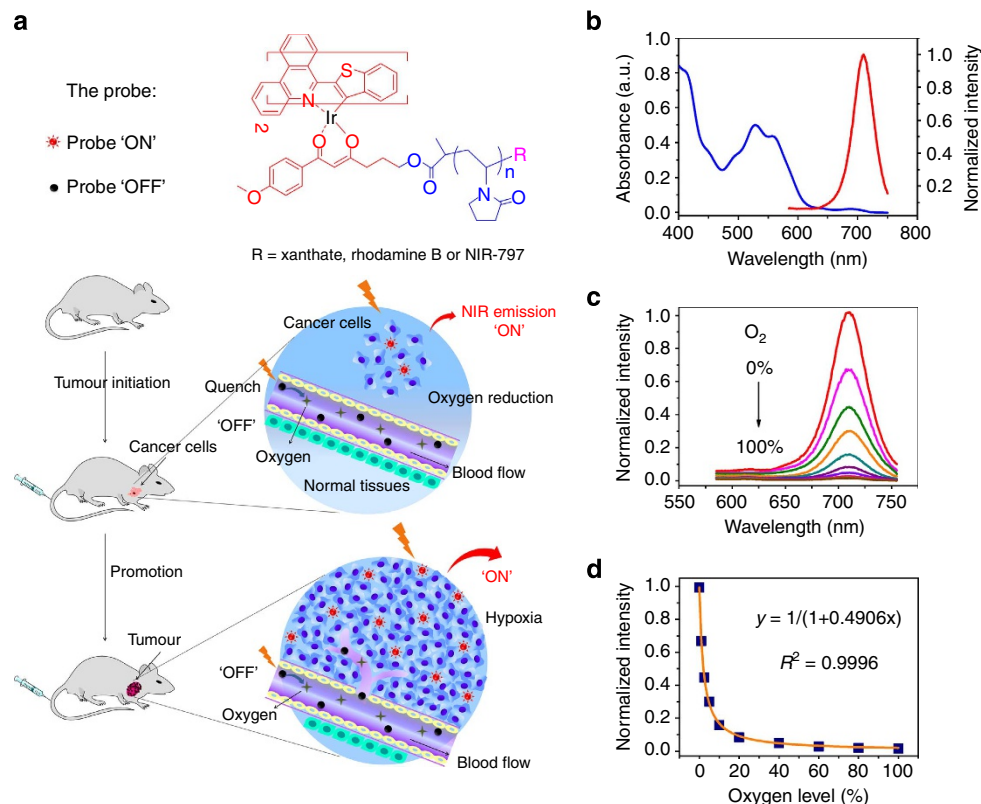 a
The probe:
Probe 'ON'
Probe 'OFF'
S
N
Ir
2
O
O
O
O
O
R
n
N
O
R = xanthate, rhodamine B or NIR-797
Tumour initiation
Cancer cells
Promotion
Tumour
Cancer cells
NIR emission
'ON'
Quench
Oxygen reduction
'OFF'
Oxygen
Blood flow
Normal tissues
'ON'
Hypoxia
'OFF'
Oxygen
Blood flow
b
Absorbance (a.u.)
1.0
0.8
0.6
0.4
0.2
0.0
400 500 600 700 800
Wavelength (nm)
1.0
0.8
0.6
0.4
0.2
Normalized intensity
c
Normalized intensity
1.0
0.8
0.6
0.4
0.2
0.0
O2
0%
100%
550 600 650 700 750
Wavelength (nm)
d
Normalized intensity
1.0
0.8
0.6
0.4
0.2
0.0
y = 1/(1+0.4906x)
R² = 0.9996
0 20 40 60 80 100
Oxygen level (%)